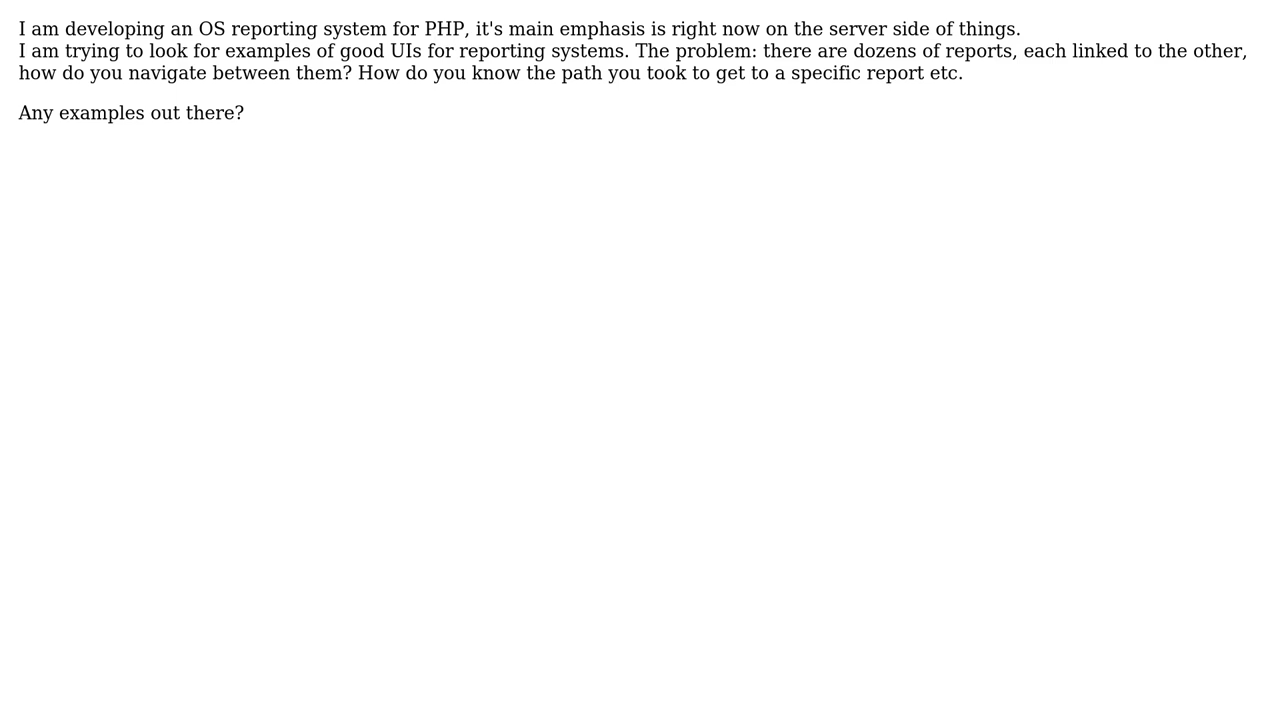 I am developing an OS reporting system for PHP, it's main emphasis is right now on the server side of things.
I am trying to look for examples of good UIs for reporting systems. The problem: there are dozens of reports, each linked to the other,
how do you navigate between them? How do you know the path you took to get to a specific report etc.
Any examples out there?